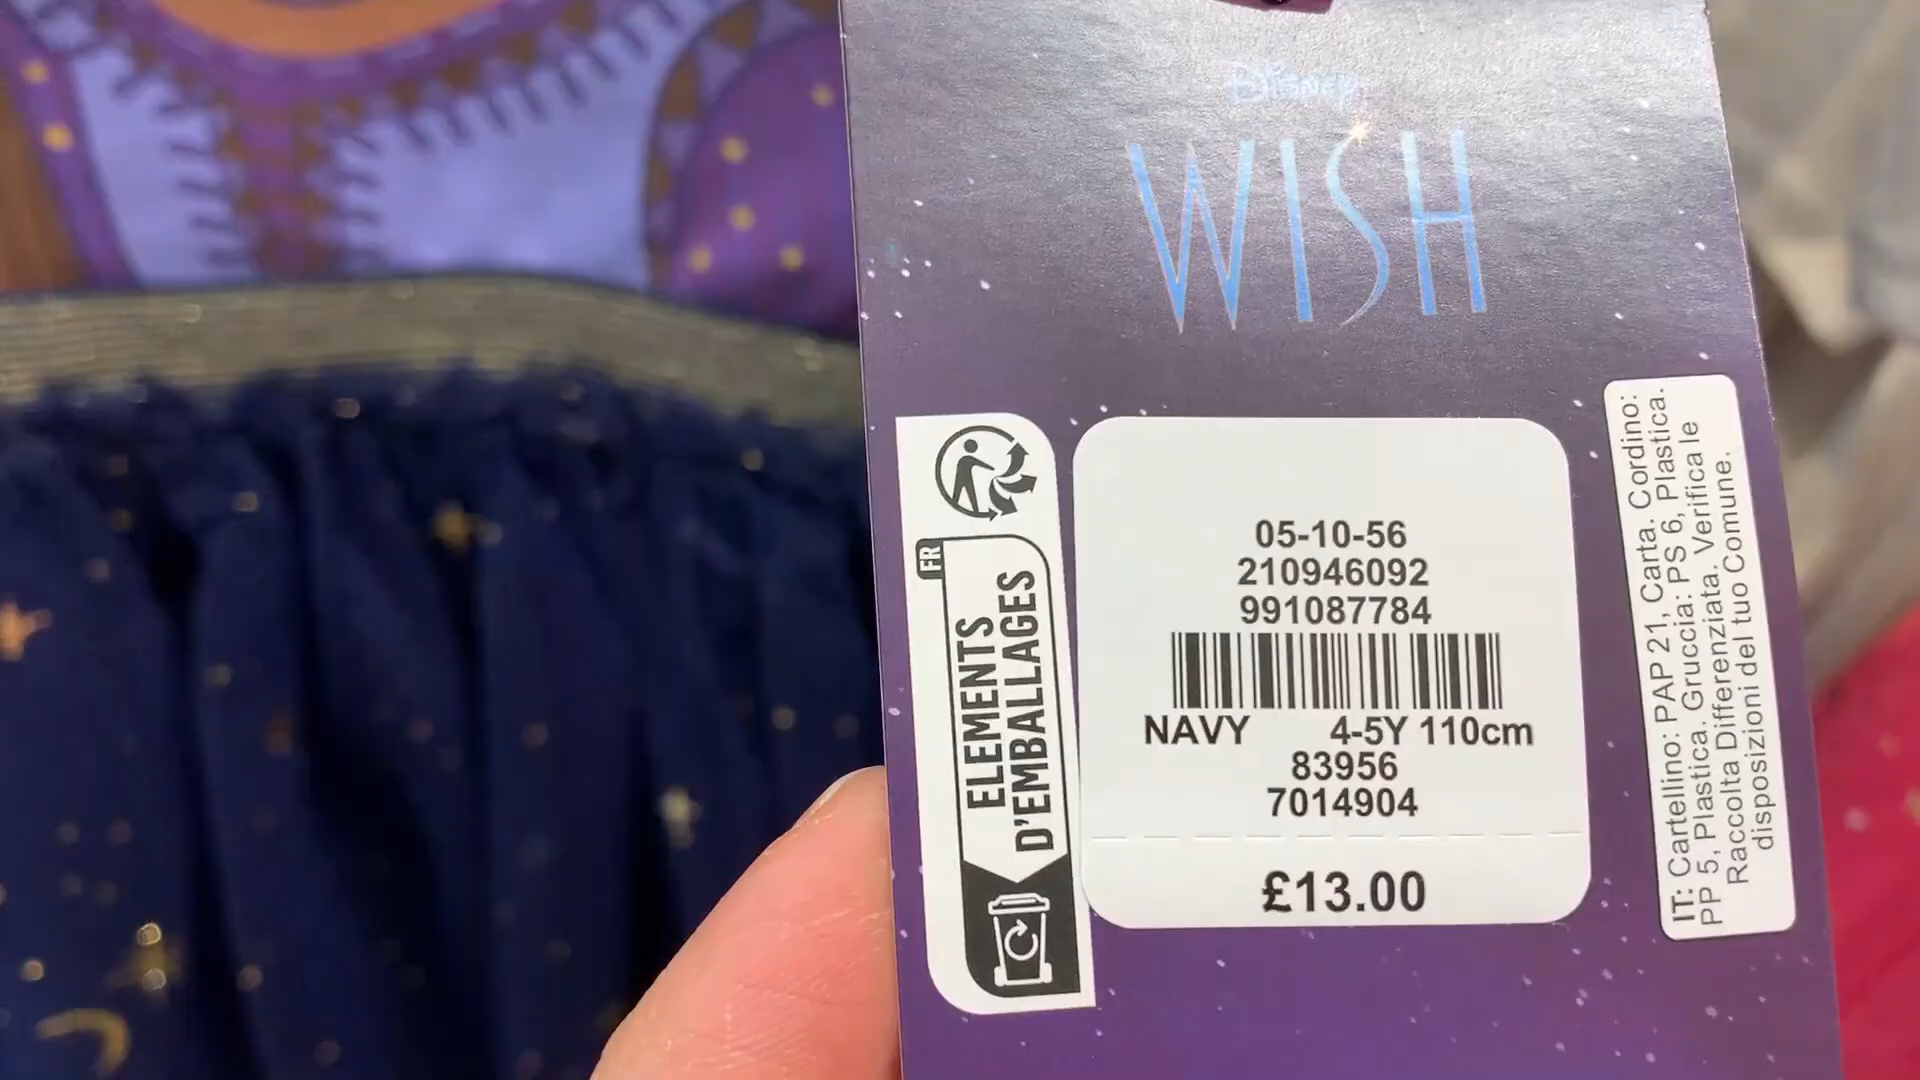 Disney
WISH
FR
ELEMENTS
D'EMBALLAGES
05-10-56
210946092
991087784
NAVY 4-5Y 110cm
83956
7014904
£13.00
IT: Cartellino: PAP 21, Carta. Cordino:
PP 5, Plastica. Gruccia: PS 6, Plastica.
Raccolta Differenziata. Verifica le
disposizioni del tuo Comune.